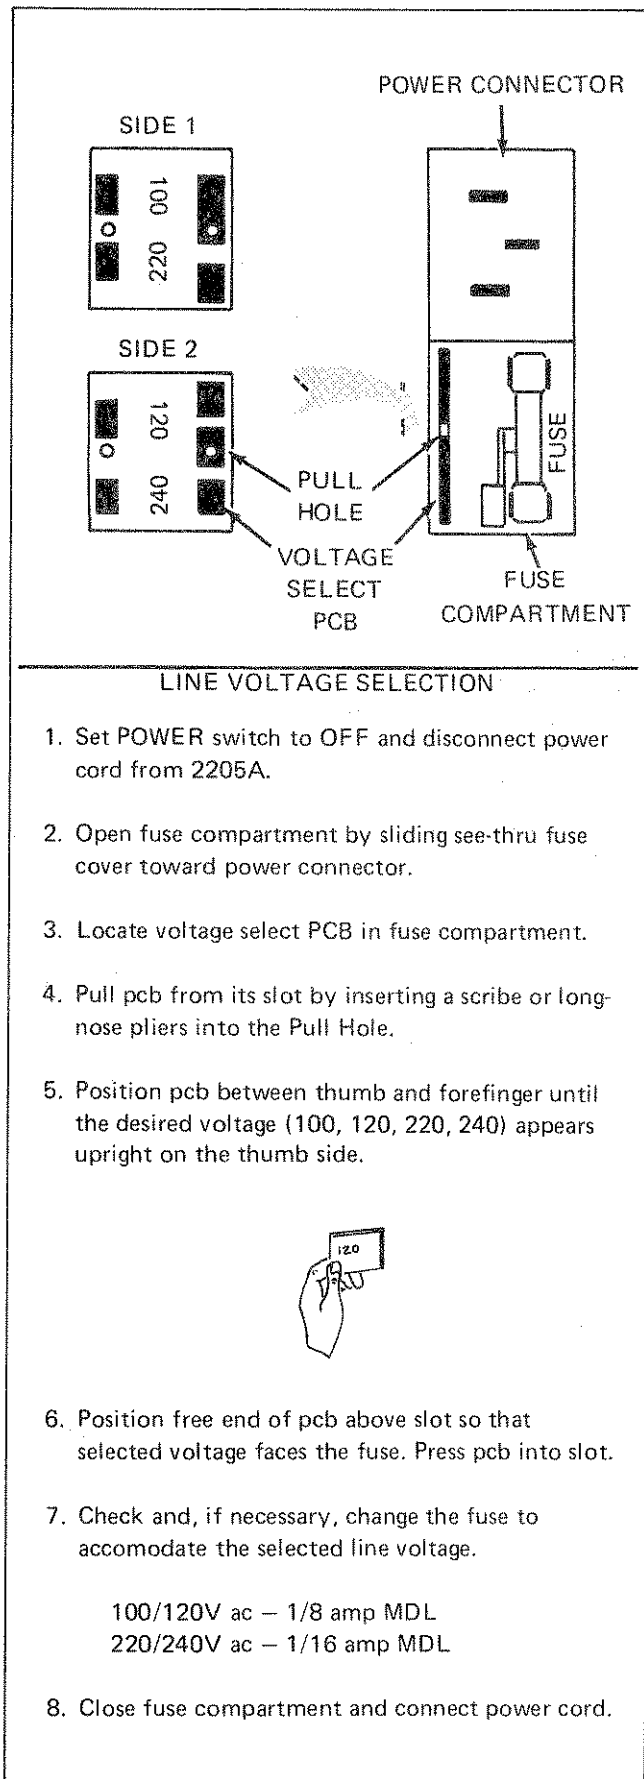 POWER CONNECTOR
SIDE 1
100
220
SIDE 2
120
240
PULL
HOLE
VOLTAGE
SELECT
PCB
FUSE
FUSE
COMPARTMENT
LINE VOLTAGE SELECTION
1. Set POWER switch to OFF and disconnect power
cord from 2205A.
2. Open fuse compartment by sliding see-thru fuse
cover toward power connector.
3. Locate voltage select PCB in fuse compartment.
4. Pull pcb from its slot by inserting a scribe or long-
nose pliers into the Pull Hole.
5. Position pcb between thumb and forefinger until
the desired voltage (100, 120, 220, 240) appears
upright on the thumb side.
120
6. Position free end of pcb above slot so that
selected voltage faces the fuse. Press pcb into slot.
7. Check and, if necessary, change the fuse to
accomodate the selected line voltage.
100/120V ac — 1/8 amp MDL
220/240V ac — 1/16 amp MDL
8. Close fuse compartment and connect power cord.